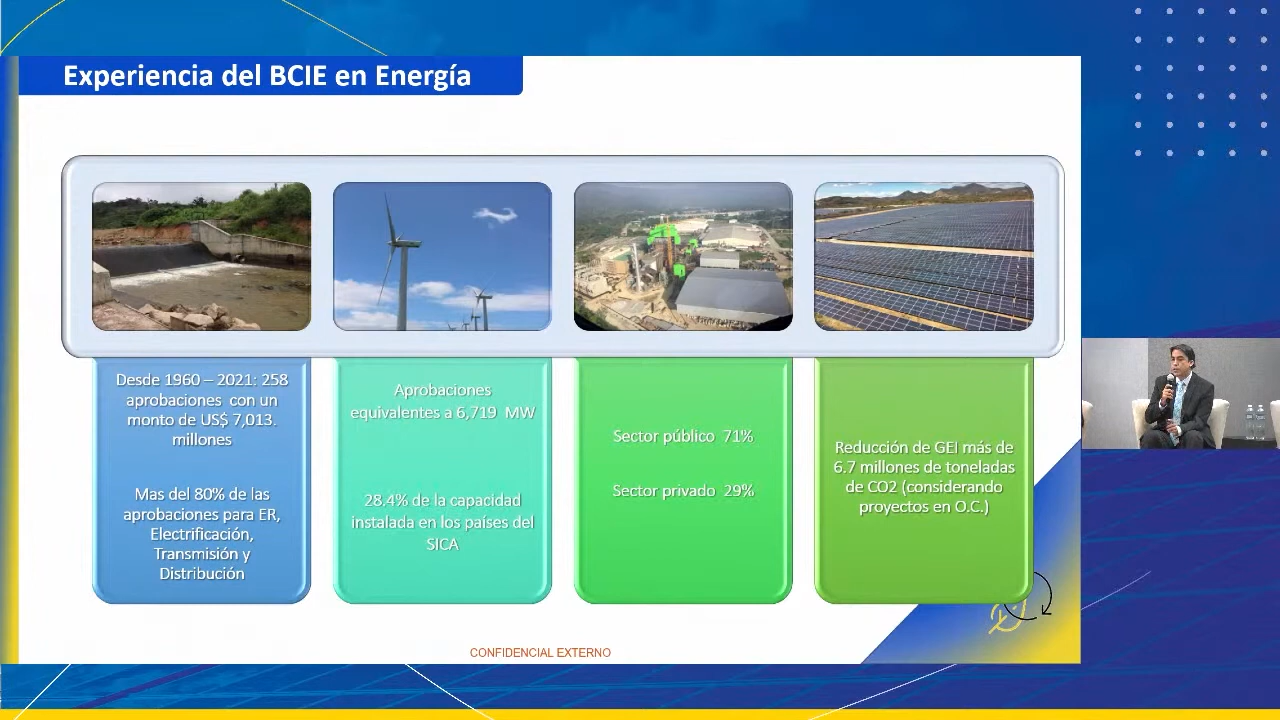 Experiencia del BCIE en Energía
Desde 1960 – 2021: 258
aprobaciones con un
monto de US$ 7,013.
millones
Mas del 80% de las
aprobaciones para ER,
Electrificación,
Transmisión y
Distribución
Aprobaciones
equivalentes a 6,719 MW
28.4% de la capacidad
instalada en los países del
SICA
Sector público 71%
Sector privado 29%
Reducción de GEI más de
6.7 millones de toneladas
de CO2 (considerando
proyectos en O.C.)
CONFIDENCIAL EXTERNO